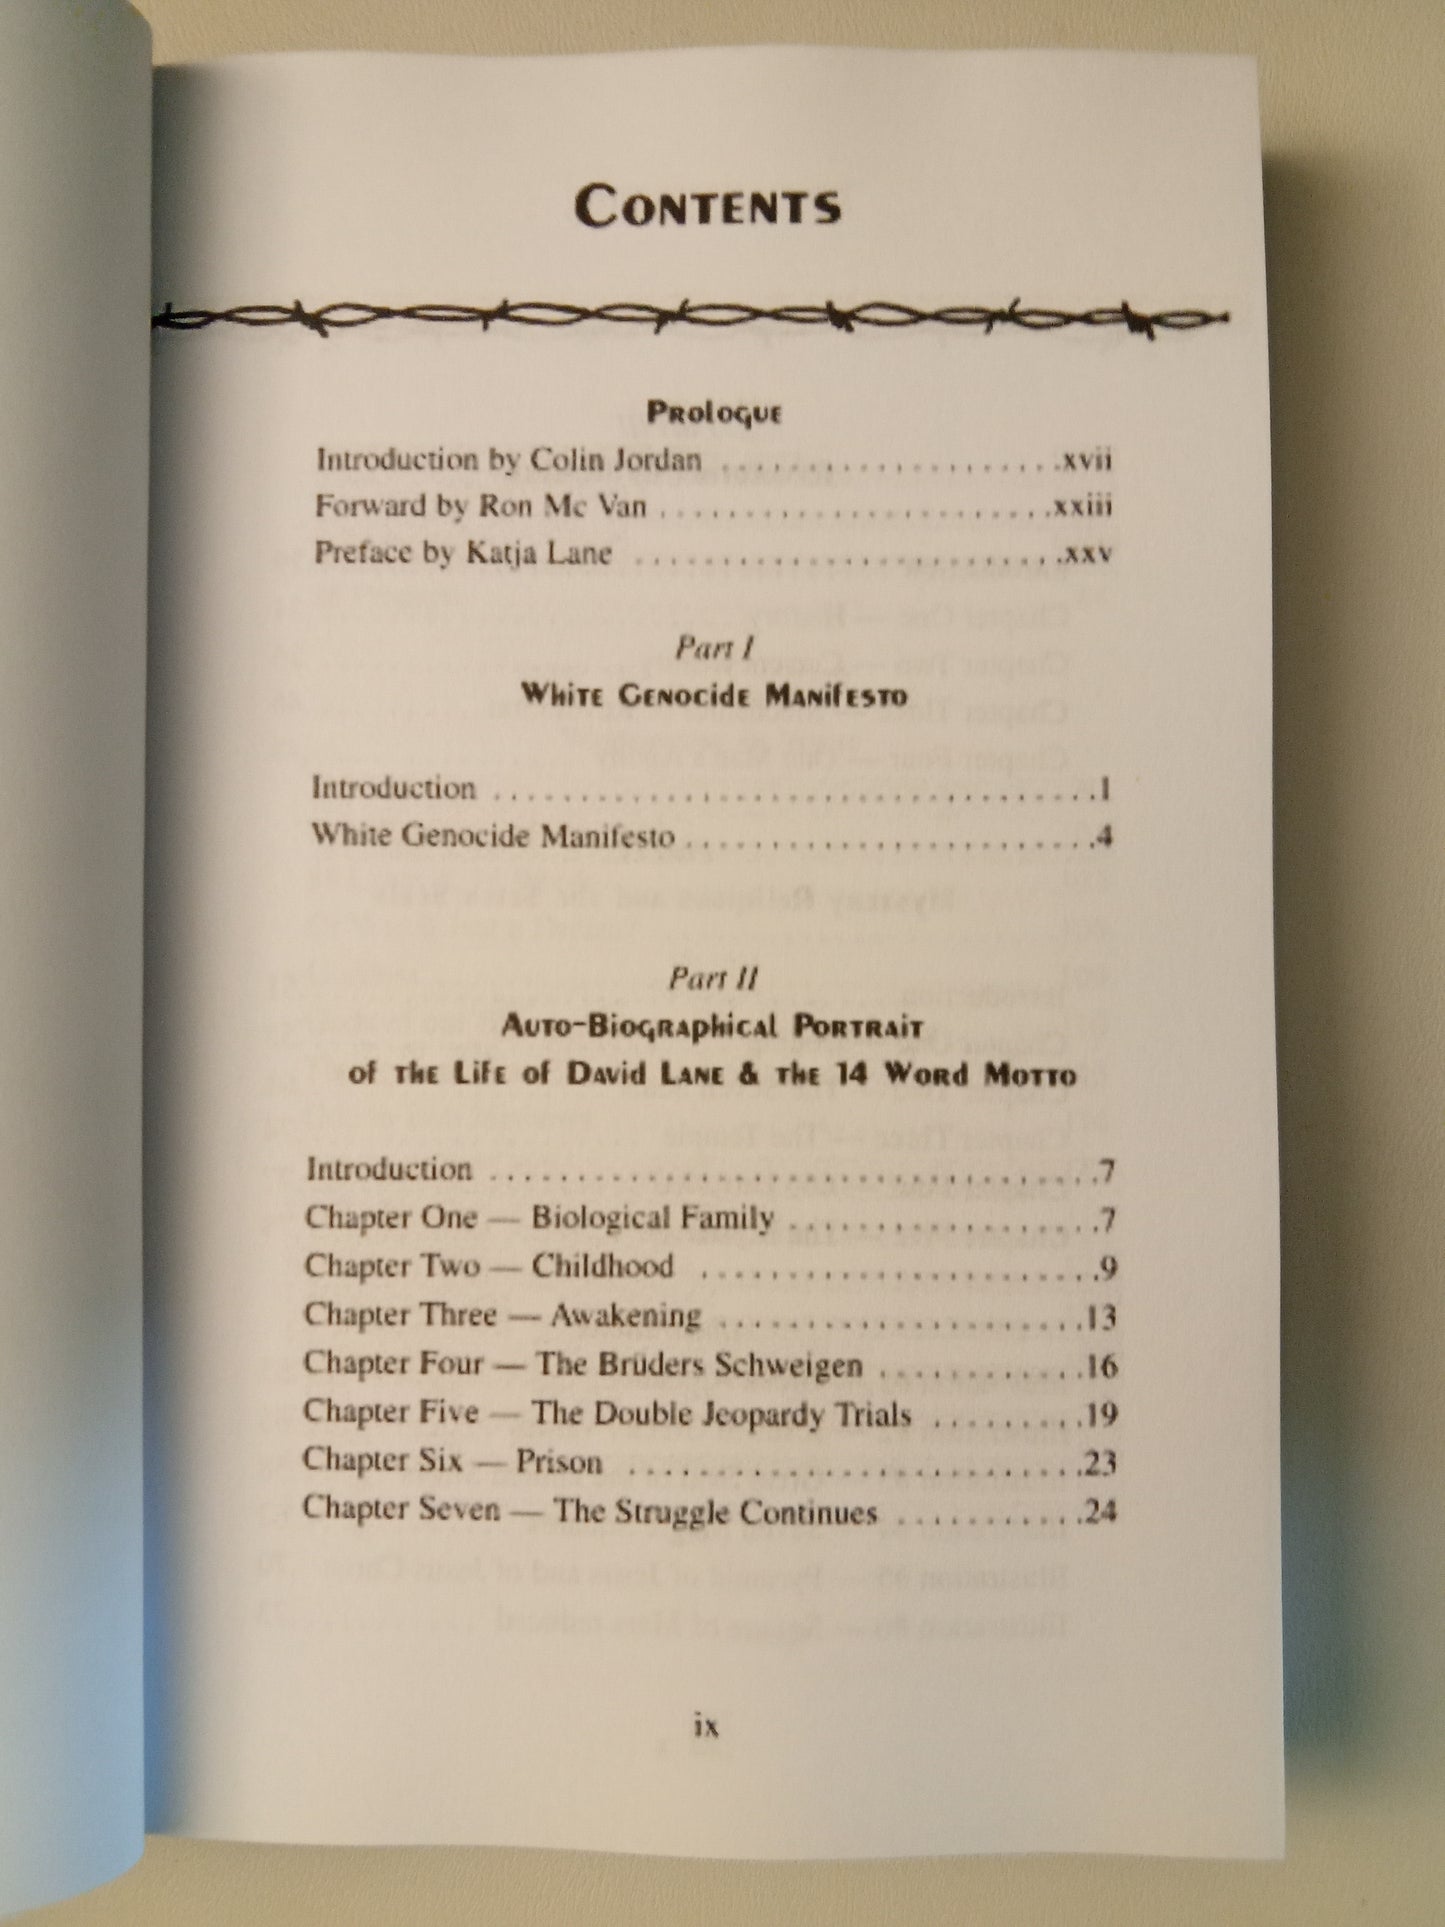 CONTENTS
PROLOGUE
Introduction by Colin Jordan ....................xvii
Forward by Ron Mc Van .......................xxiii
Preface by Katja Lane .........................xxv
Part I
WHITE GENOCIDE MANIFESTO
Introduction ....................................1
White Genocide Manifesto ........................4
Part II
AUTO-BIOGRAPHICAL PORTRAIT
OF THE LIFE OF DAVID LANE & THE 14 WORD MOTTO
Introduction ....................................7
Chapter One — Biological Family ...................7
Chapter Two — Childhood ........................9
Chapter Three — Awakening ......................13
Chapter Four — The Brüders Schweigen ............16
Chapter Five — The Double Jeopardy Trials .........19
Chapter Six — Prison ...........................23
Chapter Seven — The Struggle Continues ...........24
ix